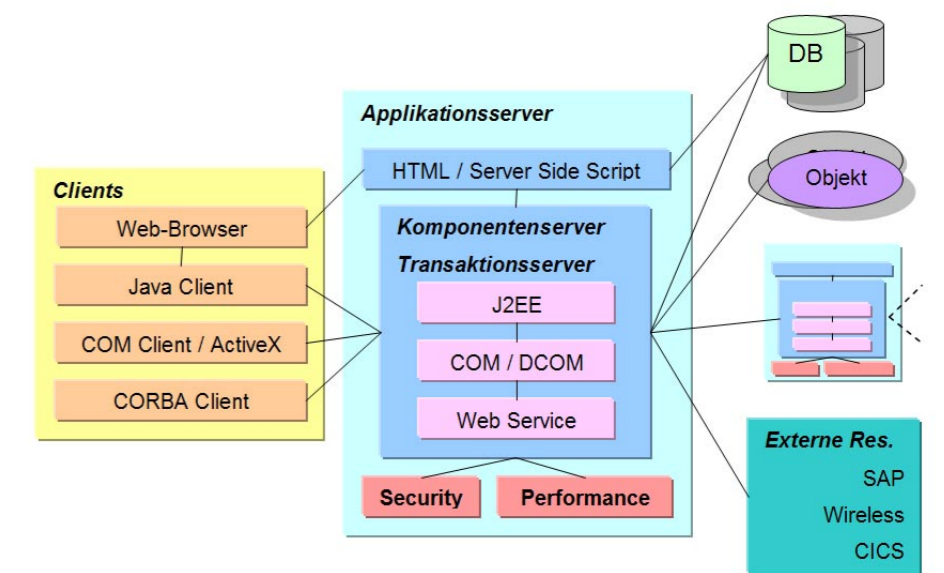 Clients
Web-Browser
Java Client
COM Client / ActiveX
CORBA Client
Applikationsserver
HTML / Server Side Script
Komponentenserver
Transaktionsserver
J2EE
COM / DCOM
Web Service
Security
Performance
DB
Objekt
Externe Res.
SAP
Wireless
CICS